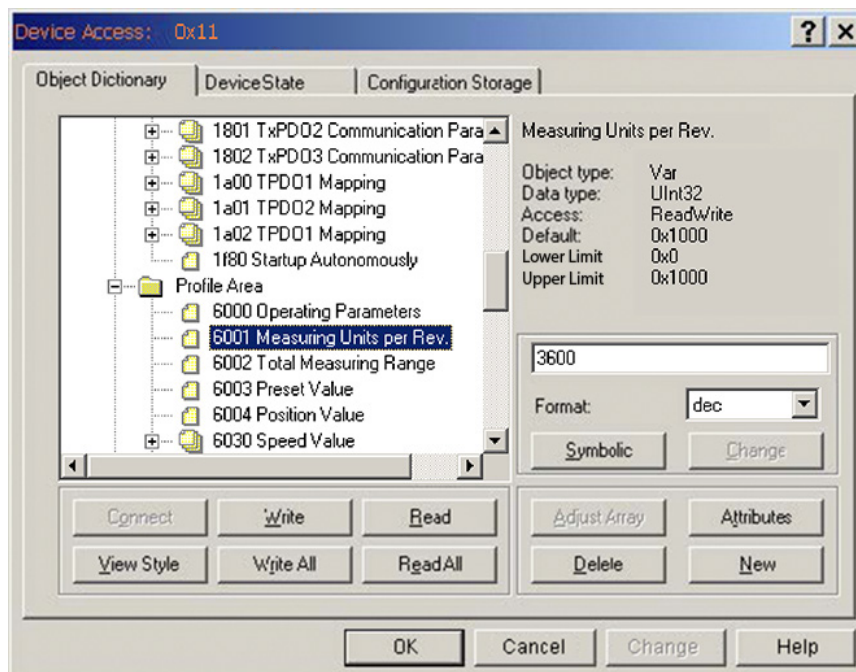 Device Access: 0x11
Object Dictionary
DeviceState
Configuration Storage
1801 TxPDO2 Communication Para
1802 TxPDO3 Communication Para
1a00 TPDO1 Mapping
1a01 TPDO2 Mapping
1a02 TPDO1 Mapping
1f80 Startup Autonomously
Profile Area
6000 Operating Parameters
6001 Measuring Units per Rev.
6002 Total Measuring Range
6003 Preset Value
6004 Position Value
6030 Speed Value
Measuring Units per Rev.
Object type: Var
Data type: UInt32
Access: ReadWrite
Default: 0x1000
Lower Limit 0x0
Upper Limit 0x1000
3600
Format: dec
Symbolic Change
Connect Write Read
View Style Write All Read All
Adjust Array Attributes
Delete New
OK Cancel Change Help